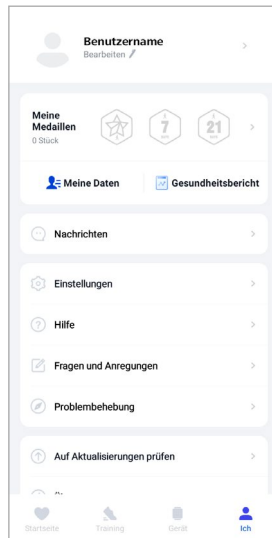 Benutzername
Bearbeiten
Meine
Medaillen
0 Stück
7
21
Meine Daten
Gesundheitsbericht
Nachrichten
Einstellungen
Hilfe
Fragen und Anregungen
Problembehebung
Auf Aktualisierungen prüfen
Startseite
Training
Gerät
Ich